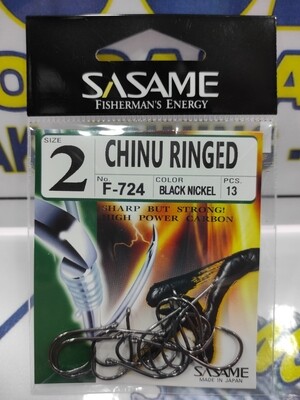 SASAME
FISHERMAN'S ENERGY
SIZE
2
CHINU RINGED
No.
F-724
COLOR
BLACK NICKEL
PCS.
13
SHARP BUT STRONG!
HIGH POWER CARBON
SASAME
MADE IN JAPAN